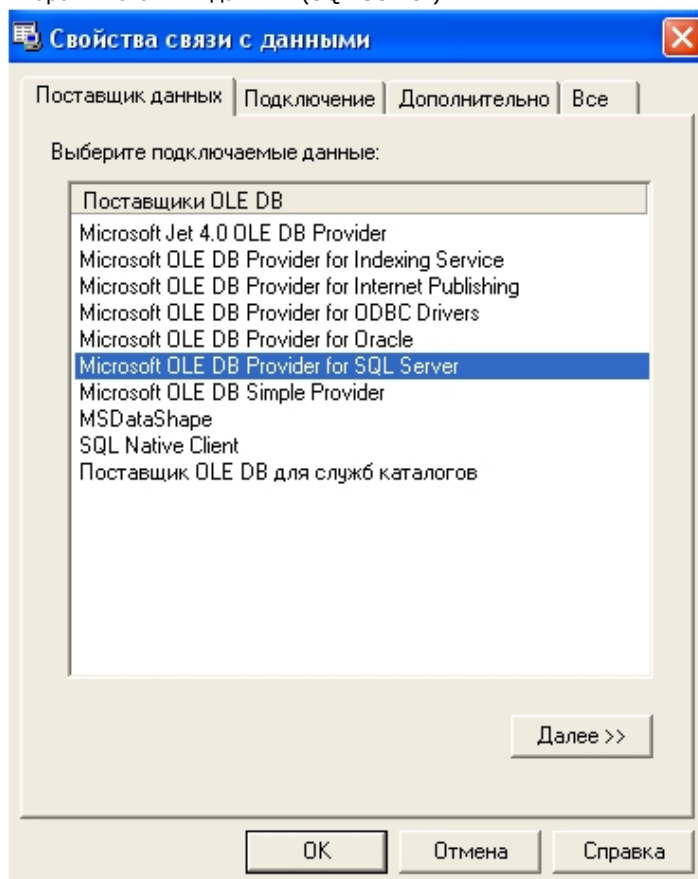 Свойства связи с данными
Поставщик данных Подключение Дополнительно Все
Выберите подключаемые данные:
Поставщики OLE DB
Microsoft Jet 4.0 OLE DB Provider
Microsoft OLE DB Provider for Indexing Service
Microsoft OLE DB Provider for Internet Publishing
Microsoft OLE DB Provider for ODBC Drivers
Microsoft OLE DB Provider for Oracle
Microsoft OLE DB Provider for SQL Server
Microsoft OLE DB Simple Provider
MSDataShape
SQL Native Client
Поставщик OLE DB для служб каталогов
Далее >>
OK Отмена Справка